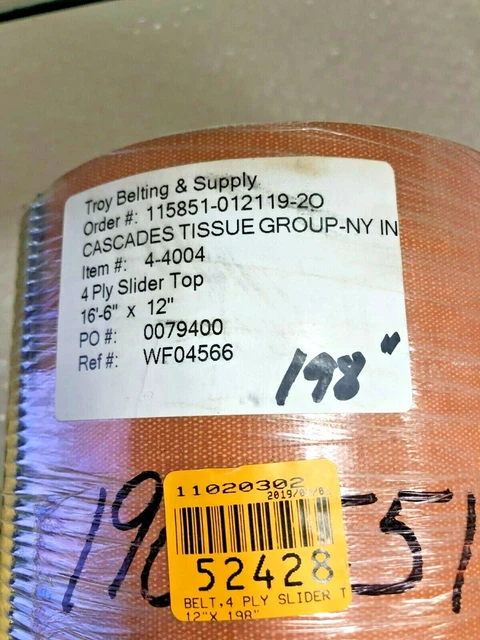 Troy Belting & Supply
Order #: 115851-012119-20
CASCADES TISSUE GROUP-NY IN
Item #: 4-4004
4 Ply Slider Top
16'-6" x 12"
PO #: 0079400
Ref #: WF04566
198"
11020302
52428
BELT,4 PLY SLIDER T
12"X 198"